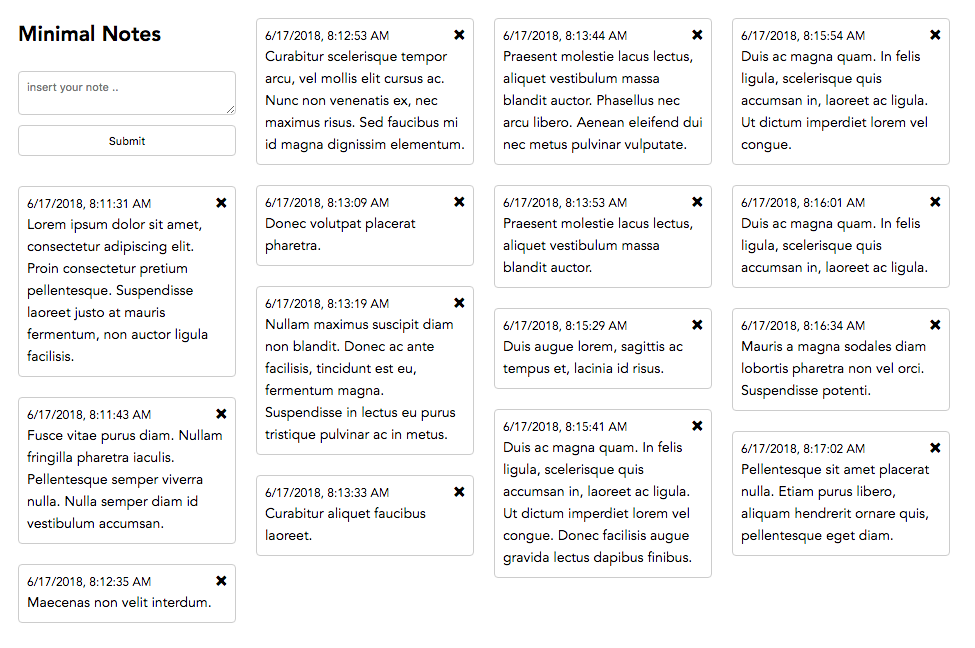 Minimal Notes
insert your note ..
Submit
6/17/2018, 8:11:31 AM
Lorem ipsum dolor sit amet,
consectetur adipiscing elit.
Proin consectetur pretium
pellentesque. Suspendisse
laoreet justo at mauris
fermentum, non auctor ligula
facilisis.
6/17/2018, 8:11:43 AM
Fusce vitae purus diam. Nullam
fringilla pharetra iaculis.
Pellentesque semper viverra
nulla. Nulla semper diam id
vestibulum accumsan.
6/17/2018, 8:12:35 AM
Maecenas non velit interdum.
6/17/2018, 8:12:53 AM
Curabitur scelerisque tempor
arcu, vel mollis elit cursus ac.
Nunc non venenatis ex, nec
maximus risus. Sed faucibus mi
id magna dignissim elementum.
6/17/2018, 8:13:09 AM
Donec volutpat placerat
pharetra.
6/17/2018, 8:13:19 AM
Nullam maximus suscipit diam
non blandit. Donec ac ante
facilisis, tincidunt est eu,
fermentum magna.
Suspendisse in lectus eu purus
tristique pulvinar ac in metus.
6/17/2018, 8:13:33 AM
Curabitur aliquet faucibus
laoreet.
6/17/2018, 8:13:44 AM
Praesent molestie lacus lectus,
aliquet vestibulum massa
blandit auctor. Phasellus nec
arcu libero. Aenean eleifend dui
nec metus pulvinar vulputate.
6/17/2018, 8:13:53 AM
Praesent molestie lacus lectus,
aliquet vestibulum massa
blandit auctor.
6/17/2018, 8:15:29 AM
Duis augue lorem, sagittis ac
tempus et, lacinia id risus.
6/17/2018, 8:15:41 AM
Duis ac magna quam. In felis
ligula, scelerisque quis
accumsan in, laoreet ac ligula.
Ut dictum imperdiet lorem vel
congue. Donec facilisis augue
gravida lectus dapibus finibus.
6/17/2018, 8:15:54 AM
Duis ac magna quam. In felis
ligula, scelerisque quis
accumsan in, laoreet ac ligula.
Ut dictum imperdiet lorem vel
congue.
6/17/2018, 8:16:01 AM
Duis ac magna quam. In felis
ligula, scelerisque quis
accumsan in, laoreet ac ligula.
6/17/2018, 8:16:34 AM
Mauris a magna sodales diam
lobortis pharetra non vel orci.
Suspendisse potenti.
6/17/2018, 8:17:02 AM
Pellentesque sit amet placerat
nulla. Etiam purus libero,
aliquam hendrerit ornare quis,
pellentesque eget diam.